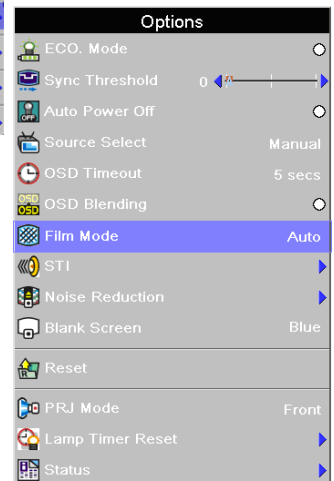 Options
ECO. Mode
Sync Threshold 0
OFF Auto Power Off
Source Select Manual
OSD Timeout 5 secs
OSD OSD OSD Blending
Film Mode Auto
STI
Noise Reduction
Blank Screen Blue
R Reset
PRJ Mode Front
Lamp Timer Reset
Status